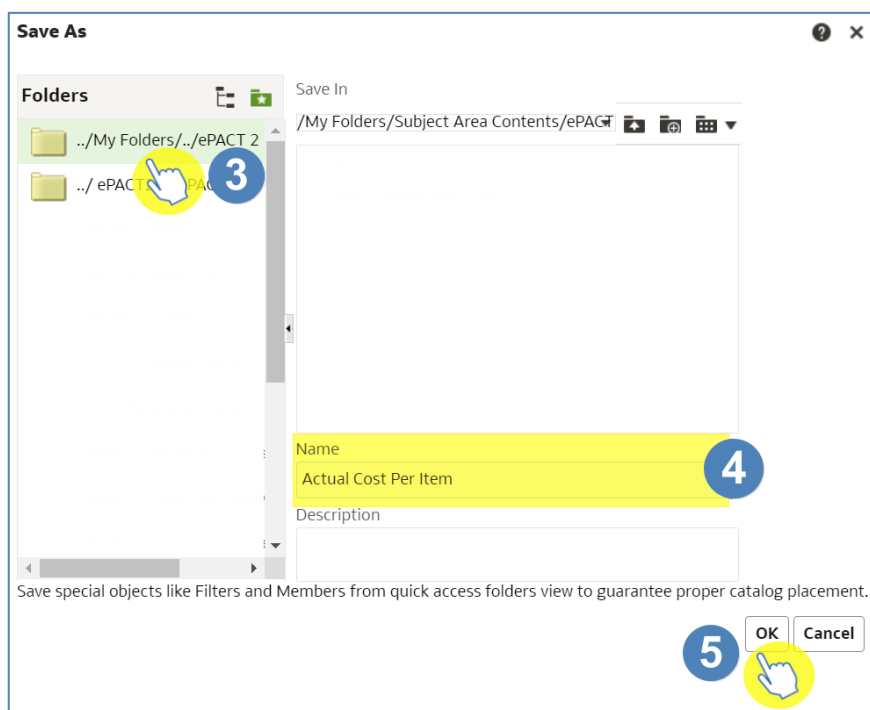 Save As
Folders
Save In
../My Folders/../ePACT 2
/My Folders/Subject Area Contents/ePACT
3
../ ePACT PAC
Name
4
Actual Cost Per Item
Description
Save special objects like Filters and Members from quick access folders view to guarantee proper catalog placement.
OK Cancel
5